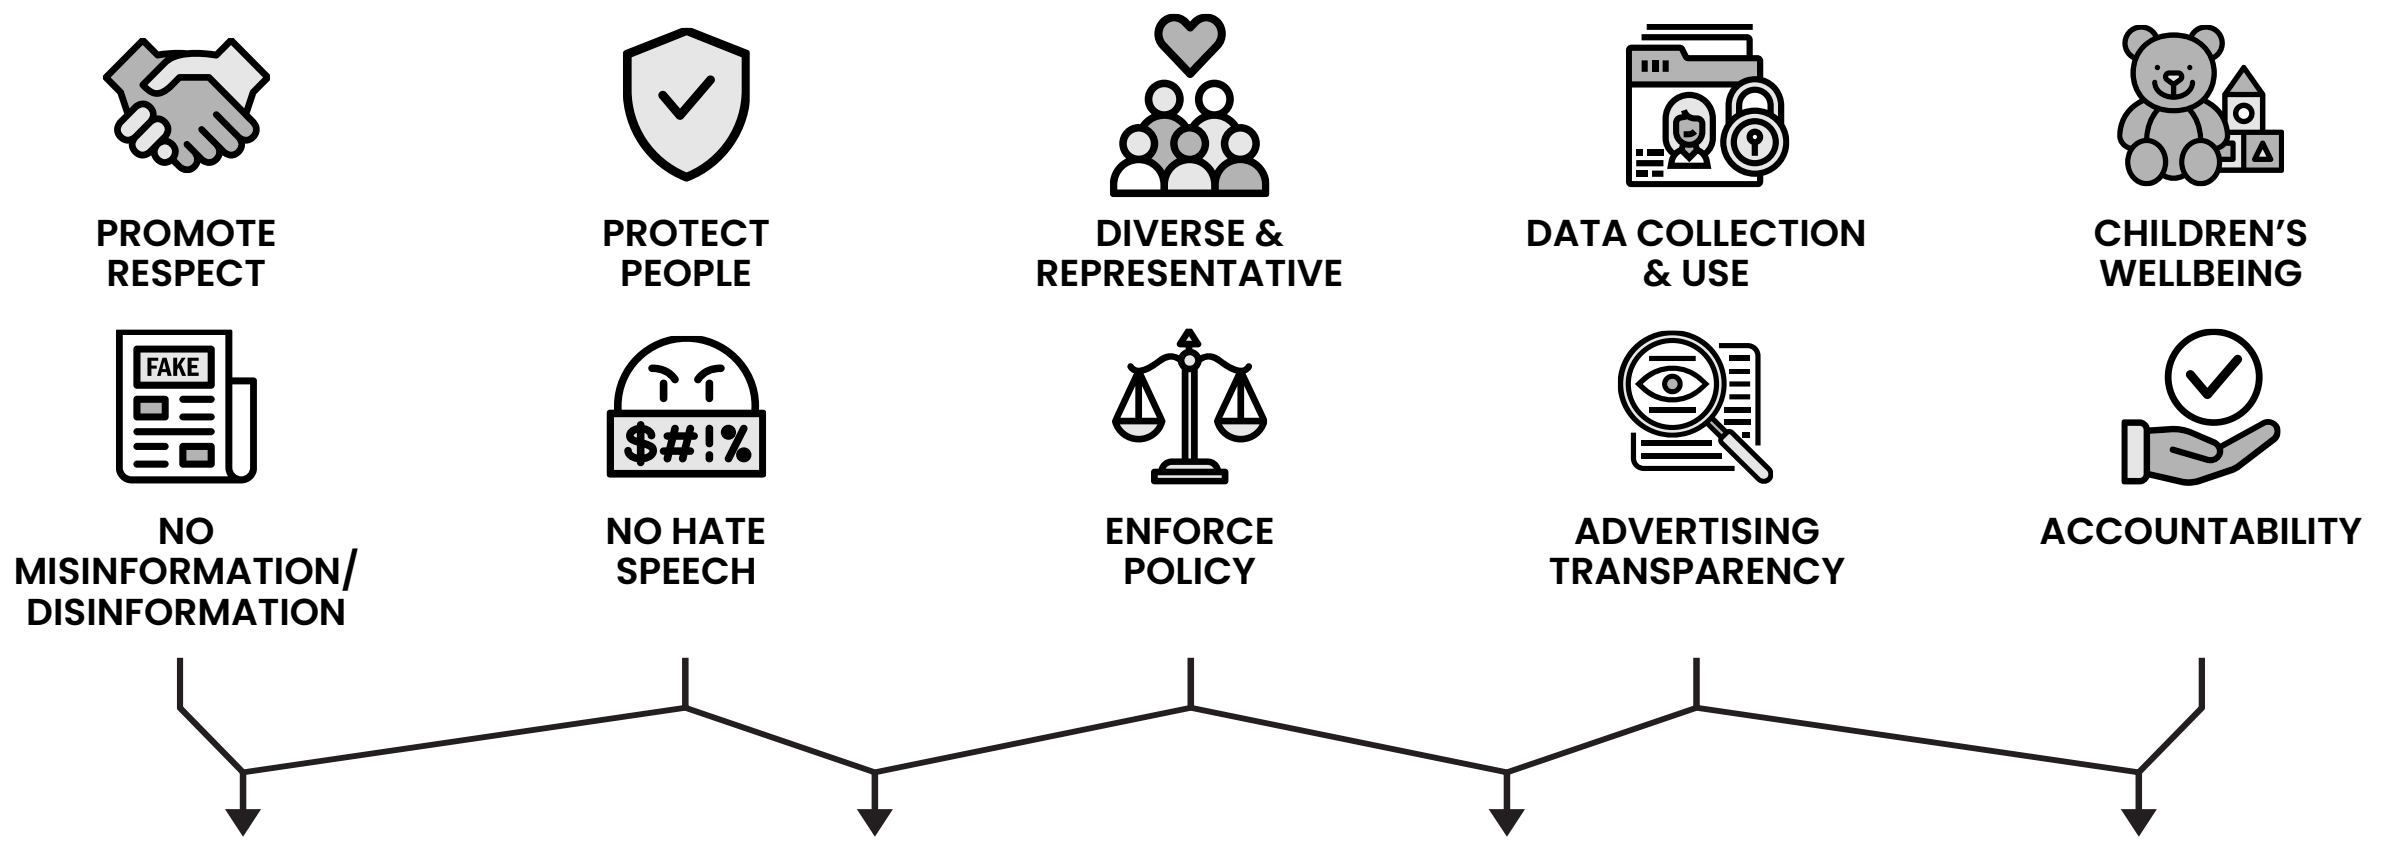 PROMOTE
RESPECT
PROTECT
PEOPLE
DIVERSE &
REPRESENTATIVE
DATA COLLECTION
& USE
CHILDREN’S
WELLBEING
FAKE
NO
MISINFORMATION/
DISINFORMATION
$#!%
NO HATE
SPEECH
ENFORCE
POLICY
ADVERTISING
TRANSPARENCY
ACCOUNTABILITY